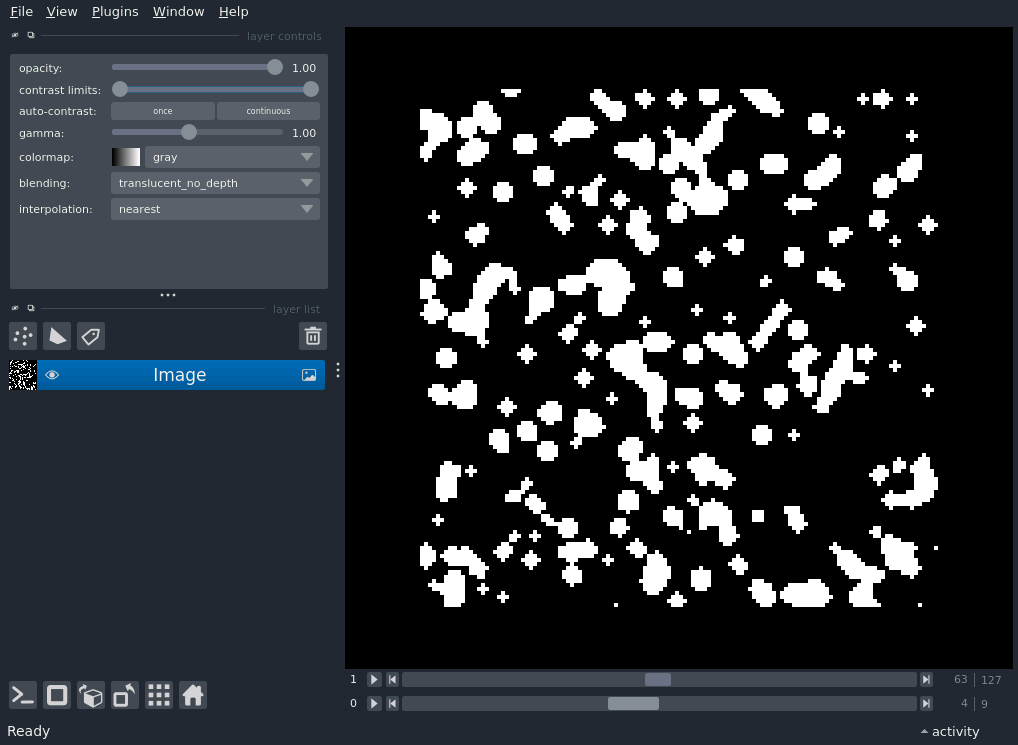 File View Plugins Window Help
layer controls
opacity: 1.00
contrast limits:
auto-contrast: once continuous
gamma: 1.00
colormap: gray
blending: translucent_no_depth
interpolation: nearest
layer list
Image
1 63 127
0 4 9
Ready activity